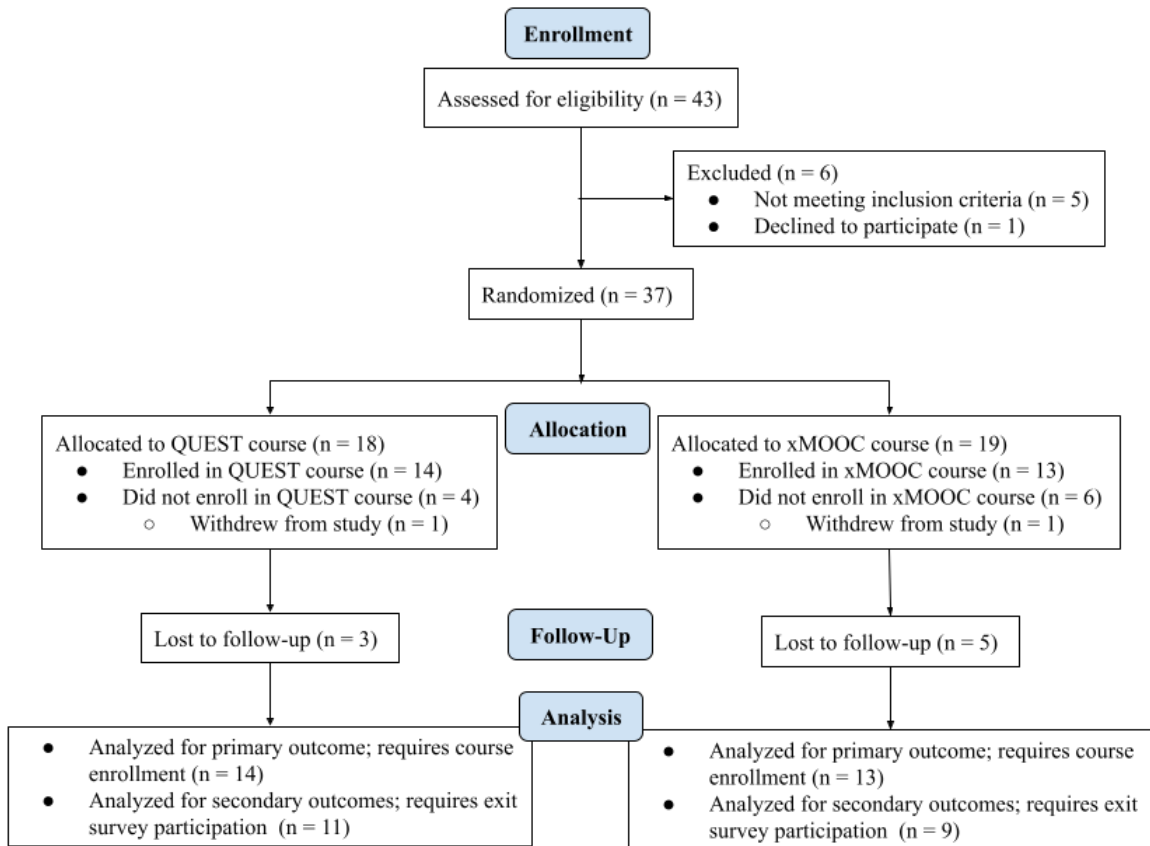 Enrollment
Assessed for eligibility (n = 43)
Excluded (n = 6)
● Not meeting inclusion criteria (n = 5)
● Declined to participate (n = 1)
Randomized (n = 37)
Allocation
Allocated to QUEST course (n = 18)
● Enrolled in QUEST course (n = 14)
● Did not enroll in QUEST course (n = 4)
○ Withdrew from study (n = 1)
Allocated to xMOOC course (n = 19)
● Enrolled in xMOOC course (n = 13)
● Did not enroll in xMOOC course (n = 6)
○ Withdrew from study (n = 1)
Follow-Up
Lost to follow-up (n = 3)
Lost to follow-up (n = 5)
Analysis
● Analyzed for primary outcome; requires course
enrollment (n = 14)
● Analyzed for secondary outcomes; requires exit
survey participation (n = 11)
● Analyzed for primary outcome; requires course
enrollment (n = 13)
● Analyzed for secondary outcomes; requires exit
survey participation (n = 9)